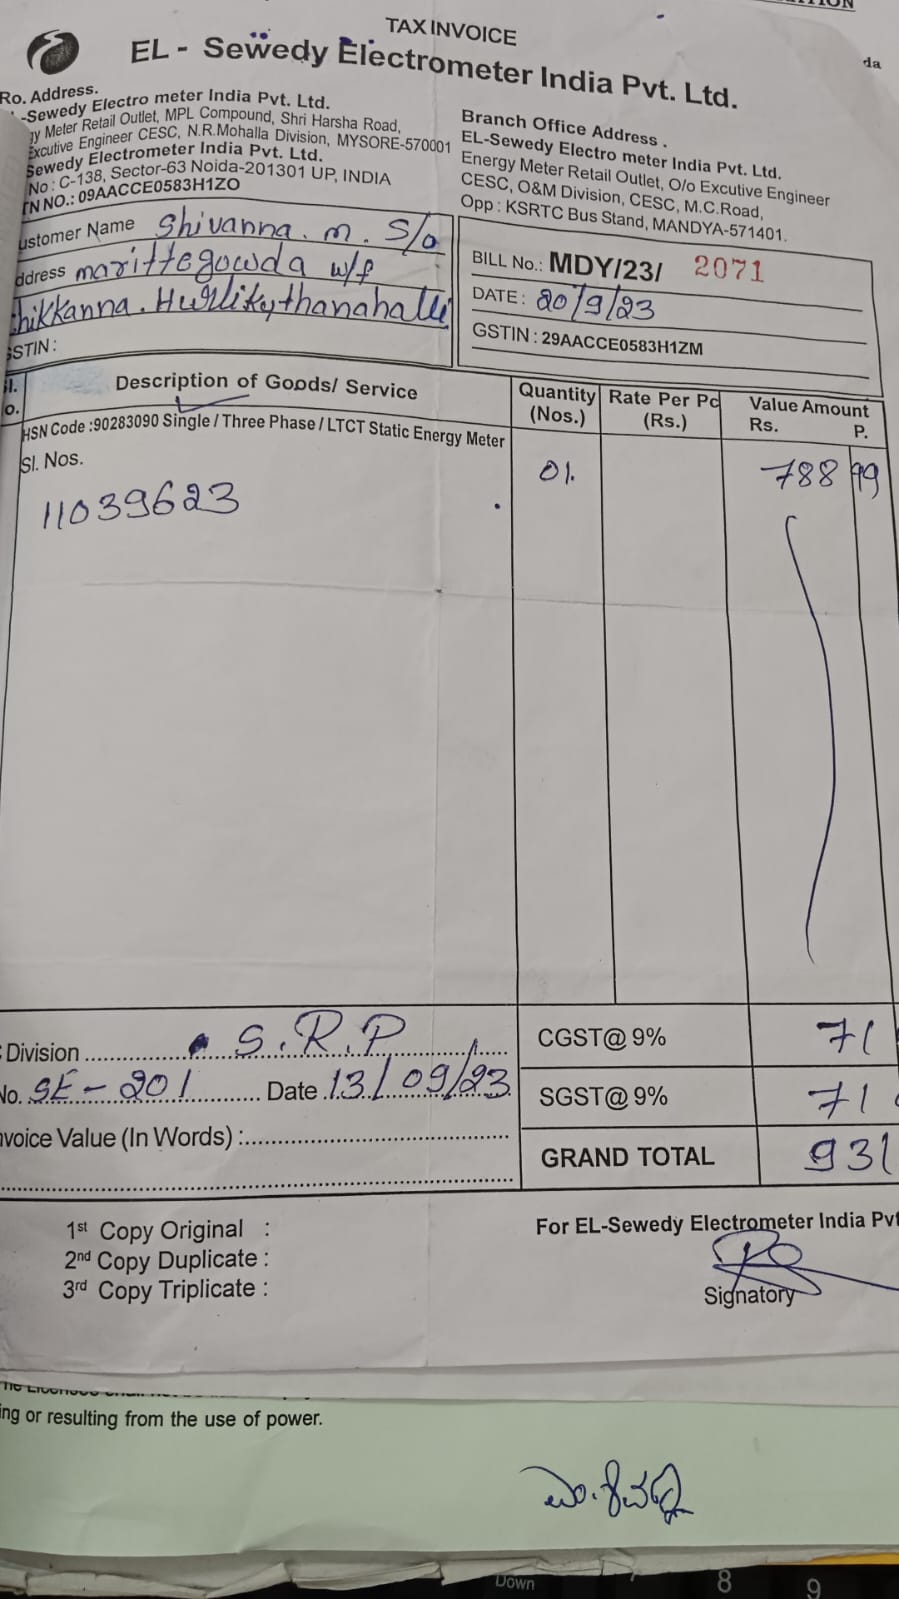 TAX INVOICE
da
EL - Sewedy Electrometer India Pvt. Ltd.
Ro. Address.
-Sewedy Electro meter India Pvt. Ltd.
gy Meter Retail Outlet, MPL Compound, Shri Harsha Road,
Excutive Engineer CESC, N.R.Mohalla Division, MYSORE-570001
Sewedy Electrometer India Pvt. Ltd.
No : C-138, Sector-63 Noida-201301 UP, INDIA
TN NO.: 09AACCE0583H1ZO
Branch Office Address .
EL-Sewedy Electro meter India Pvt. Ltd.
Energy Meter Retail Outlet, O/o Excutive Engineer
CESC, O&M Division, CESC, M.C.Road,
Opp : KSRTC Bus Stand, MANDYA-571401.
ustomer Name Shivanna. m. S/o
ddress marittegowda w/f
hikkanna. Hurlikythanahalli
GSTIN :
BILL No.: MDY/23/ 2071
DATE : 20/9/23
GSTIN : 29AACCE0583H1ZM
Sl. Description of Goods/ Service Quantity Rate Per Pc Value Amount
o. (Nos.) (Rs.) Rs. P.
HSN Code :90283090 Single / Three Phase / LTCT Static Energy Meter
Sl. Nos. 01. 788 99
11039623
Division S.R.P CGST@ 9% 71
No. SE-201 Date 13/09/23 SGST@ 9% 71
nvoice Value (In Words) :
GRAND TOTAL 931
1st Copy Original :
2nd Copy Duplicate :
3rd Copy Triplicate :
For EL-Sewedy Electrometer India Pvt
Signatory
ing or resulting from the use of power.
ಎಂ.ಶಿವಣ್ಣ
Down 8 9